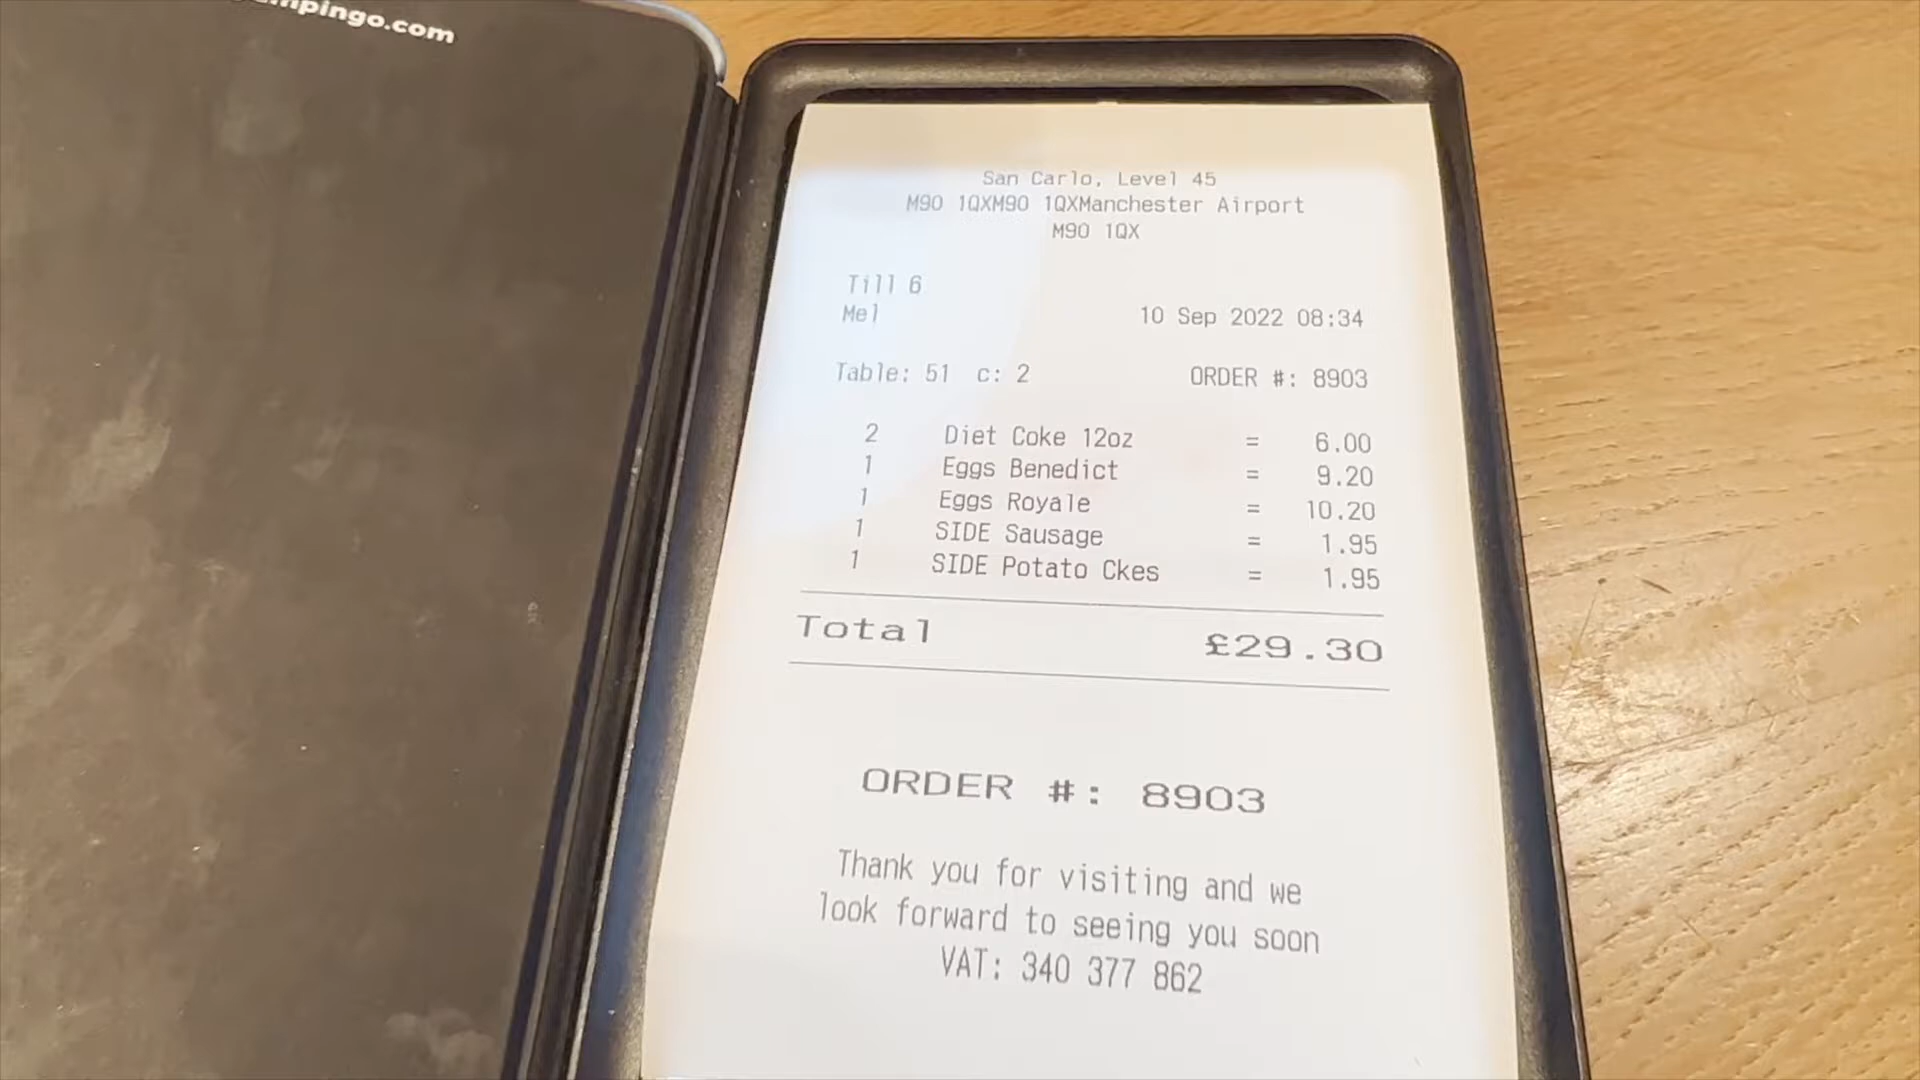 San Carlo, Level 45
M90 1QXM90 1QXManchester Airport
M90 1QX
Till 6
Mel 10 Sep 2022 08:34
Table: 51 c: 2 ORDER #: 8903
2 Diet Coke 12oz = 6.00
1 Eggs Benedict = 9.20
1 Eggs Royale = 10.20
1 SIDE Sausage = 1.95
1 SIDE Potato Ckes = 1.95
Total £29.30
ORDER #: 8903
Thank you for visiting and we
look forward to seeing you soon
VAT: 340 377 862